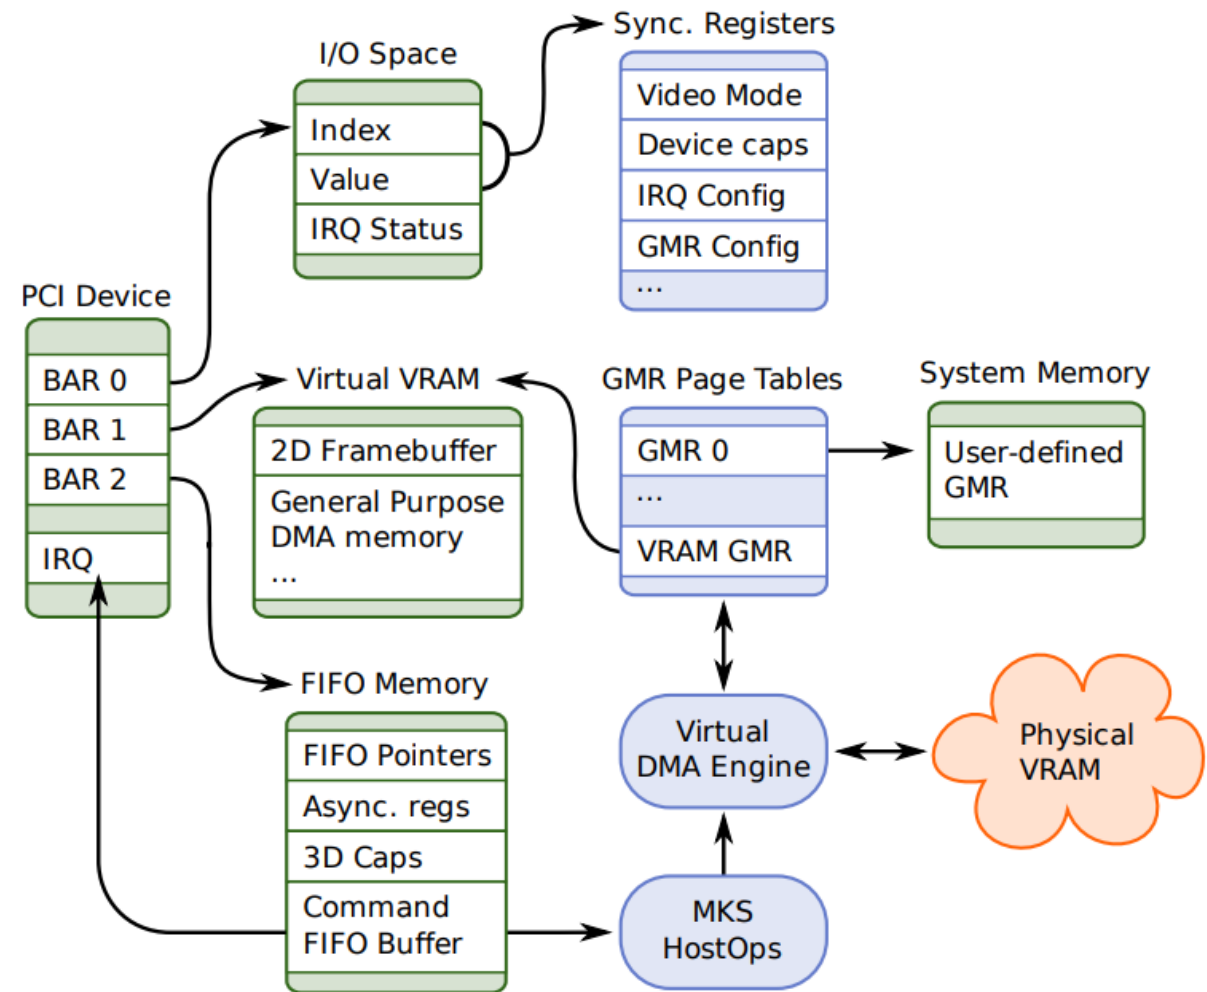 I/O Space
Index
Value
IRQ Status
Sync. Registers
Video Mode
Device caps
IRQ Config
GMR Config
...
PCI Device
BAR 0
BAR 1
BAR 2
IRQ
Virtual VRAM
2D Framebuffer
General Purpose
DMA memory
...
GMR Page Tables
GMR 0
...
VRAM GMR
System Memory
User-defined
GMR
FIFO Memory
FIFO Pointers
Async. regs
3D Caps
Command
FIFO Buffer
Virtual
DMA Engine
Physical
VRAM
MKS
HostOps